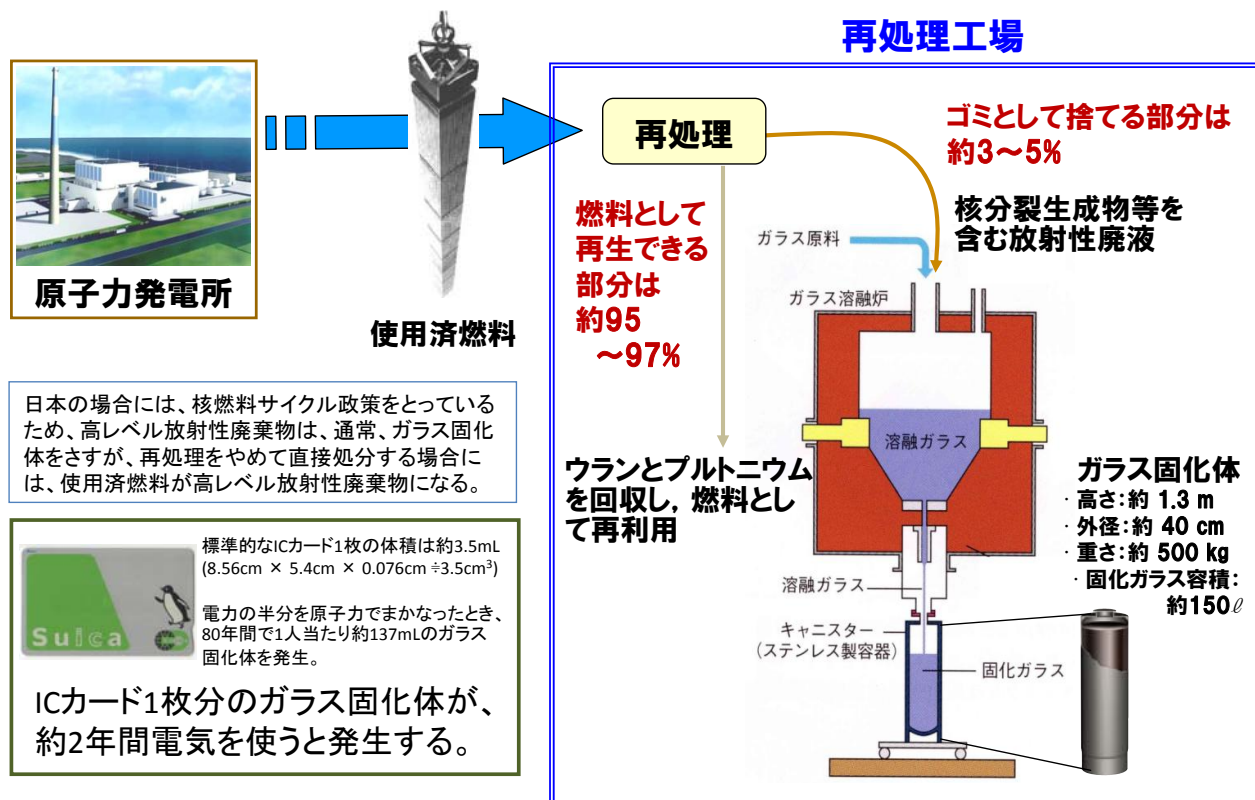 再処理工場
原子力発電所
使用済燃料
再処理
ゴミとして捨てる部分は
約3～5%
核分裂生成物等を
含む放射性廃液
燃料として
再生できる
部分は
約95
～97%
ウランとプルトニウム
を回収し，燃料とし
て再利用
ガラス原料
ガラス溶融炉
溶融ガラス
溶融ガラス
キャニスター
(ステンレス製容器)
固化ガラス
ガラス固化体
・高さ：約 1.3 m
・外径：約 40 cm
・重さ：約 500 kg
・固化ガラス容積：
約150ℓ
日本の場合には、核燃料サイクル政策をとっている
ため、高レベル放射性廃棄物は、通常、ガラス固化
体をさすが、再処理をやめて直接処分する場合に
は、使用済燃料が高レベル放射性廃棄物になる。
Suica
標準的なICカード1枚の体積は約3.5mL
(8.56cm × 5.4cm × 0.076cm ≑3.5cm³)
電力の半分を原子力でまかなったとき、
80年間で1人当たり約137mLのガラス
固化体を発生。
ICカード1枚分のガラス固化体が、
約2年間電気を使うと発生する。